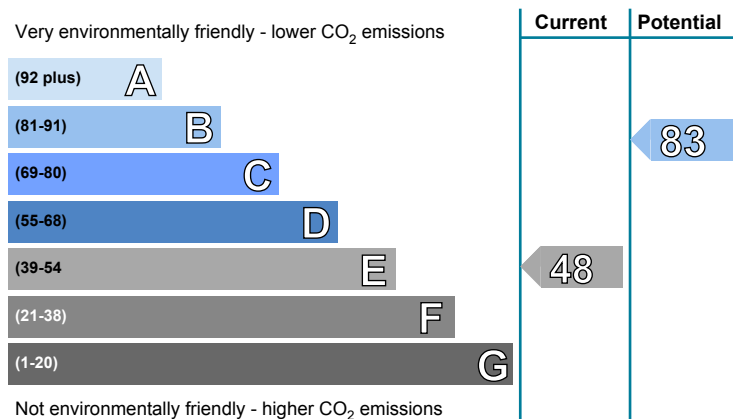 Current Potential
Very environmentally friendly - lower CO2 emissions
(92 plus) A
(81-91) B
83
(69-80) C
(55-68) D
(39-54 E
48
(21-38) F
(1-20) G
Not environmentally friendly - higher CO2 emissions